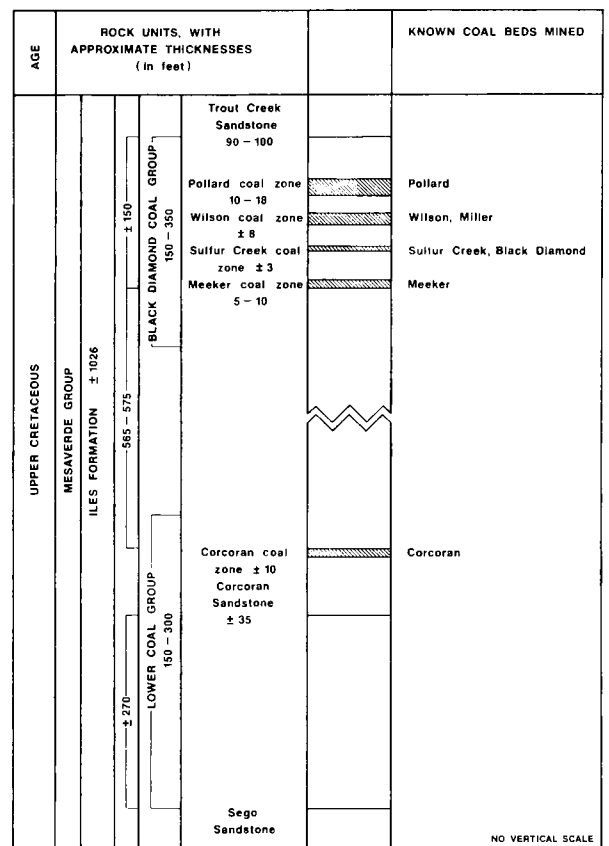 AGE
ROCK UNITS, WITH
APPROXIMATE THICKNESSES
(in feet)
KNOWN COAL BEDS MINED
UPPER CRETACEOUS
MESAVERDE GROUP
ILES FORMATION ± 1026
± 150
565 – 575
± 270
BLACK DIAMOND COAL GROUP
150 – 350
LOWER COAL GROUP
150 – 300
Trout Creek
Sandstone
90 – 100
Pollard coal zone
10 – 18
Pollard
Wilson coal zone
± 8
Wilson, Miller
Sulfur Creek coal
zone ± 3
Sulfur Creek, Black Diamond
Meeker coal zone
5 – 10
Meeker
Corcoran coal
zone ± 10
Corcoran
Corcoran
Sandstone
± 35
Sego
Sandstone
NO VERTICAL SCALE